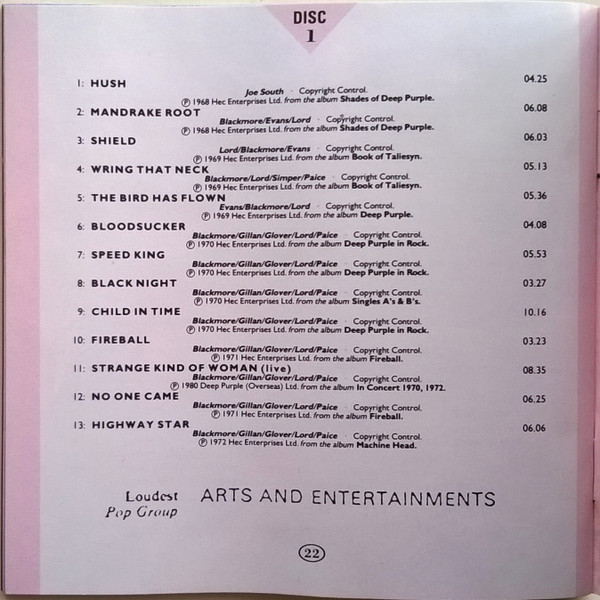 DISC
1
1: HUSH 04.25
Joe South · Copyright Control.
Ⓟ 1968 Hec Enterprises Ltd. from the album Shades of Deep Purple.
2: MANDRAKE ROOT 06.08
Blackmore/Evans/Lord · Copyright Control.
Ⓟ 1968 Hec Enterprises Ltd. from the album Shades of Deep Purple.
3: SHIELD 06.03
Lord/Blackmore/Evans · Copyright Control.
Ⓟ 1969 Hec Enterprises Ltd. from the album Book of Taliesyn.
4: WRING THAT NECK 05.13
Blackmore/Lord/Simper/Paice · Copyright Control.
Ⓟ 1969 Hec Enterprises Ltd. from the album Book of Taliesyn.
5: THE BIRD HAS FLOWN 05.36
Evans/Blackmore/Lord · Copyright Control.
Ⓟ 1969 Hec Enterprises Ltd. from the album Deep Purple.
6: BLOODSUCKER 04.08
Blackmore/Gillan/Glover/Lord/Paice · Copyright Control.
Ⓟ 1970 Hec Enterprises Ltd. from the album Deep Purple in Rock.
7: SPEED KING 05.53
Blackmore/Gillan/Glover/Lord/Paice · Copyright Control.
Ⓟ 1970 Hec Enterprises Ltd. from the album Deep Purple in Rock.
8: BLACK NIGHT 03.27
Blackmore/Gillan/Glover/Lord/Paice · Copyright Control.
Ⓟ 1970 Hec Enterprises Ltd. from the album Singles A's & B's.
9: CHILD IN TIME 10.16
Blackmore/Gillan/Glover/Lord/Paice · Copyright Control.
Ⓟ 1970 Hec Enterprises Ltd. from the album Deep Purple in Rock.
10: FIREBALL 03.23
Blackmore/Gillan/Glover/Lord/Paice · Copyright Control.
Ⓟ 1971 Hec Enterprises Ltd. from the album Fireball.
11: STRANGE KIND OF WOMAN (live) 08.35
Blackmore/Gillan/Glover/Lord/Paice · Copyright Control.
Ⓟ 1980 Deep Purple (Overseas) Ltd. from the album In Concert 1970, 1972.
12: NO ONE CAME 06.25
Blackmore/Gillan/Glover/Lord/Paice · Copyright Control.
Ⓟ 1971 Hec Enterprises Ltd. from the album Fireball.
13: HIGHWAY STAR 06.06
Blackmore/Gillan/Glover/Lord/Paice · Copyright Control.
Ⓟ 1972 Hec Enterprises Ltd. from the album Machine Head.
Loudest ARTS AND ENTERTAINMENTS
Pop Group
22